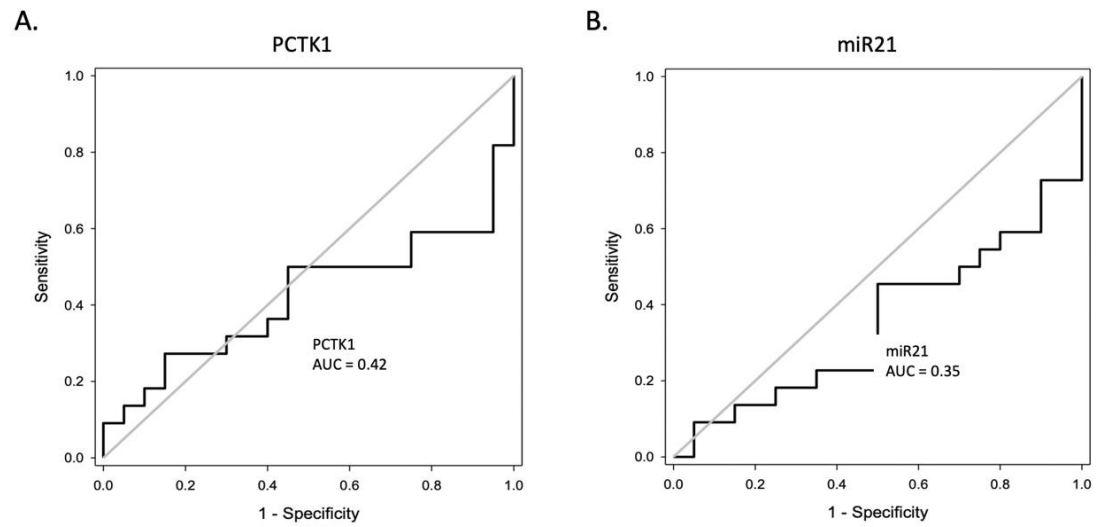 A.
PCTK1
1.0
0.8
0.6
0.4
0.2
0.0
Sensitivity
PCTK1
AUC = 0.42
0.0 0.2 0.4 0.6 0.8 1.0
1 - Specificity
B.
miR21
1.0
0.8
0.6
0.4
0.2
0.0
Sensitivity
miR21
AUC = 0.35
0.0 0.2 0.4 0.6 0.8 1.0
1 - Specificity